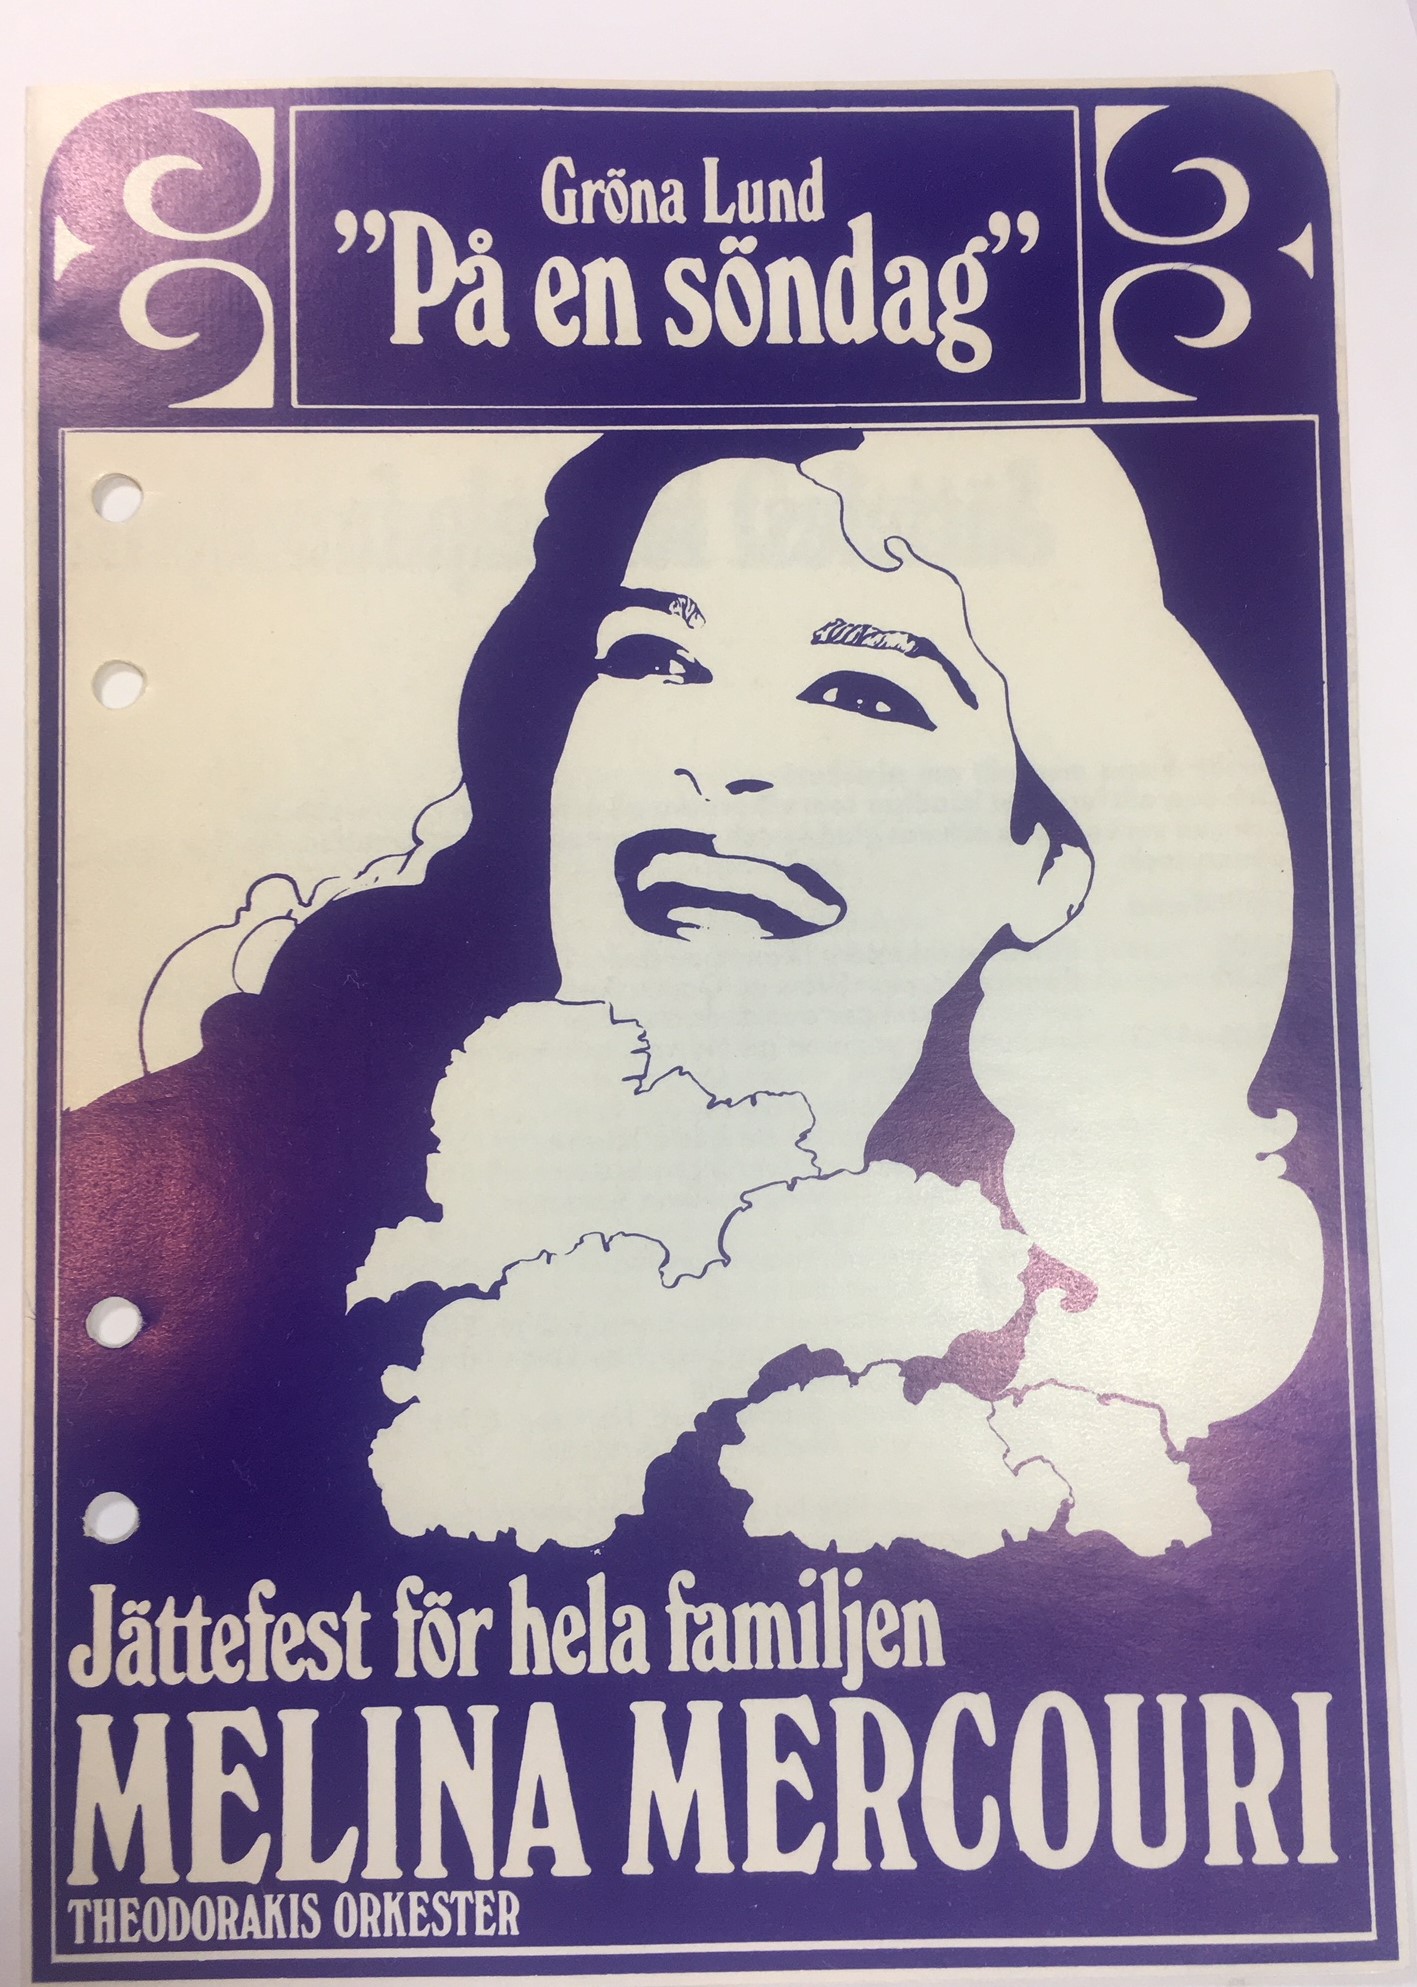 Gröna Lund
”På en söndag”
Jättefest för hela familjen
MELINA MERCOURI
THEODORAKIS ORKESTER